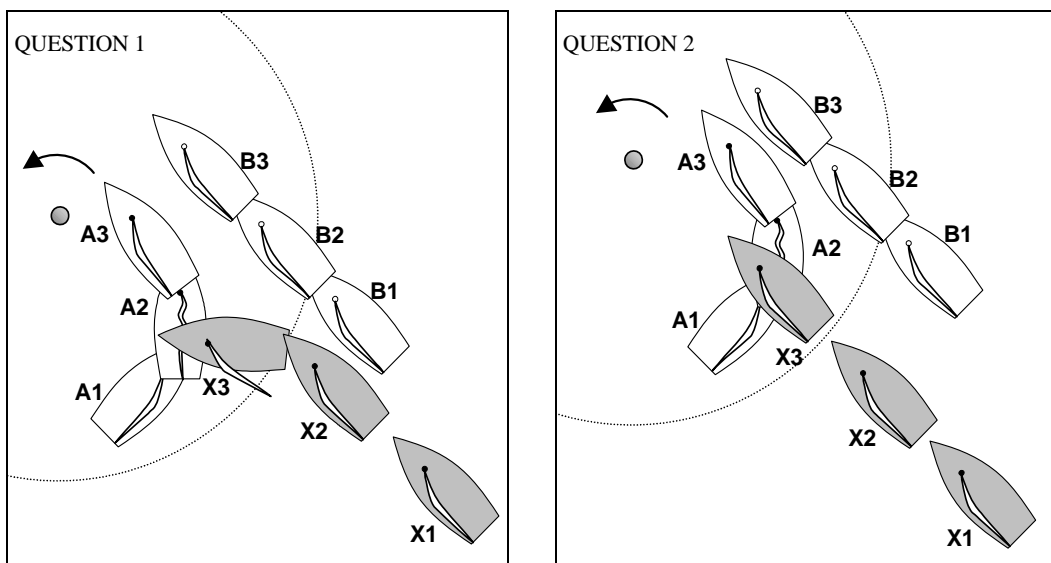 QUESTION 1
B3
A3
B2
A2
B1
A1
X3
X2
X1
QUESTION 2
B3
A3
B2
A2
B1
A1
X3
X2
X1